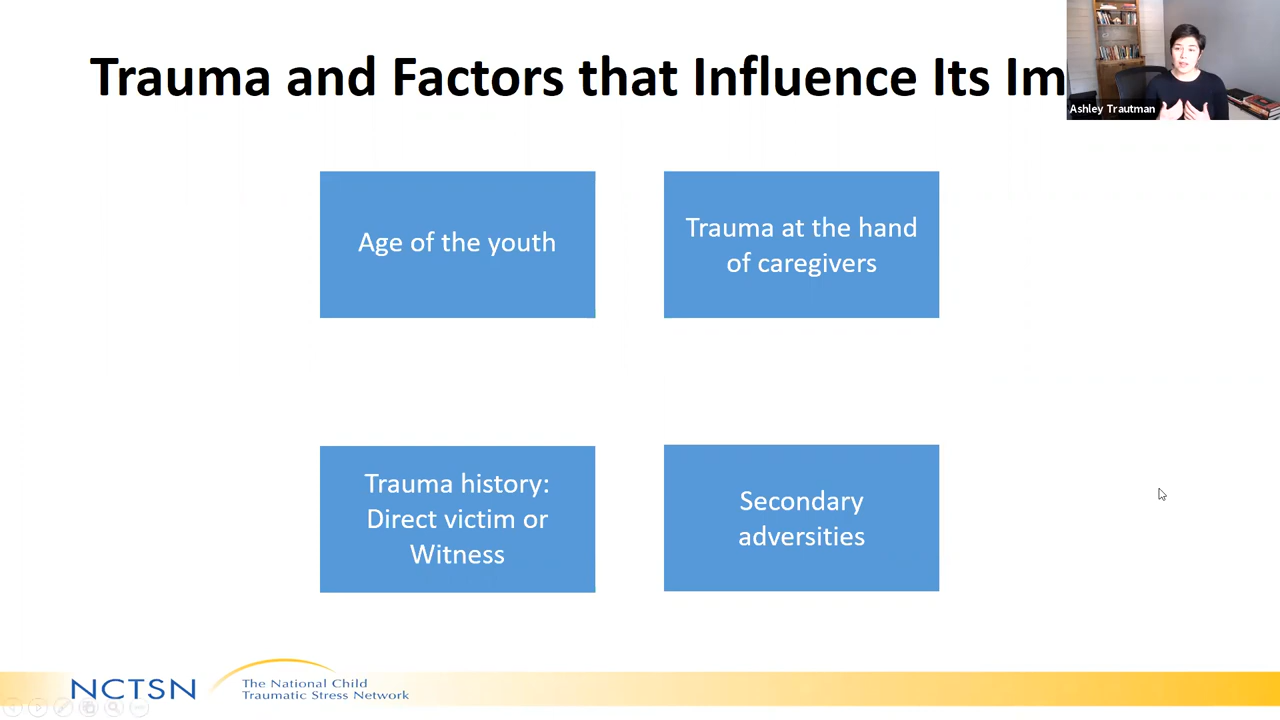 Trauma and Factors that Influence Its Im
Ashley Trautman
Age of the youth
Trauma at the hand
of caregivers
Trauma history:
Direct victim or
Witness
Secondary
adversities
NCTSN
The National Child
Traumatic Stress Network